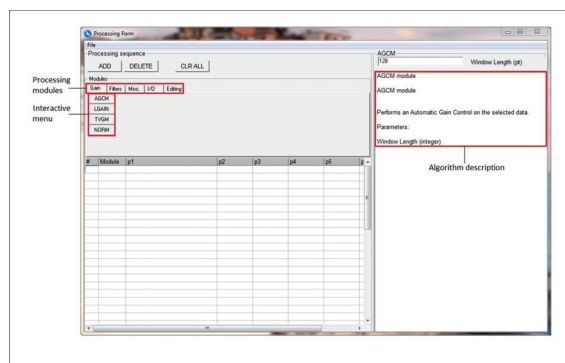 Processing Form
File
Processing sequence
ADD DELETE CLR ALL
Modules
Gain Filters Misc. I/O Editing
AGCM
LGAIN
TVGM
NORM
# Module p1 p2 p3 p4 p5 p
AGCM
128 Window Length (pt)
AGCM module
AGCM module
Performs an Automatic Gain Control on the selected data.
Parameters:
Window Length (integer)
Processing
modules
Interactive
menu
Algorithm description